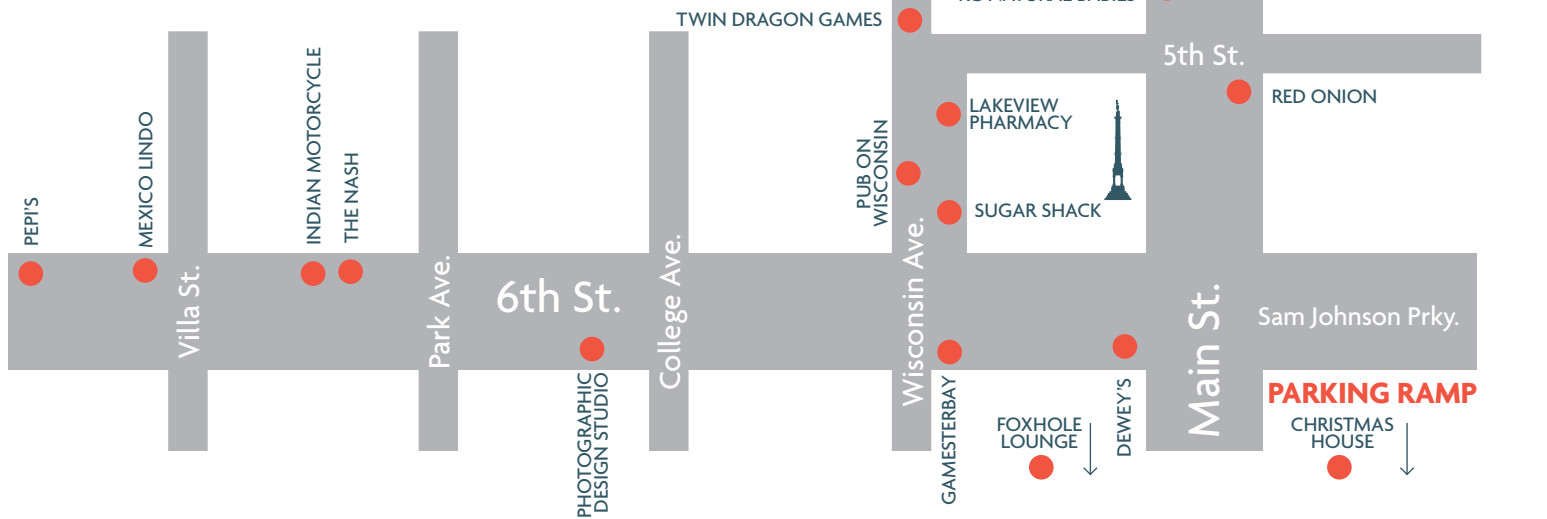 TWIN DRAGON GAMES
5th St.
RED ONION
LAKEVIEW
PHARMACY
PUB ON
WISCONSIN
SUGAR SHACK
PEPI'S
MEXICO LINDO
INDIAN MOTORCYCLE
THE NASH
Villa St.
Park Ave.
6th St.
College Ave.
Wisconsin Ave.
Main St.
Sam Johnson Prky.
PHOTOGRAPHIC
DESIGN STUDIO
GAMESTERBAY
FOXHOLE
LOUNGE
DEWEY'S
PARKING RAMP
CHRISTMAS
HOUSE